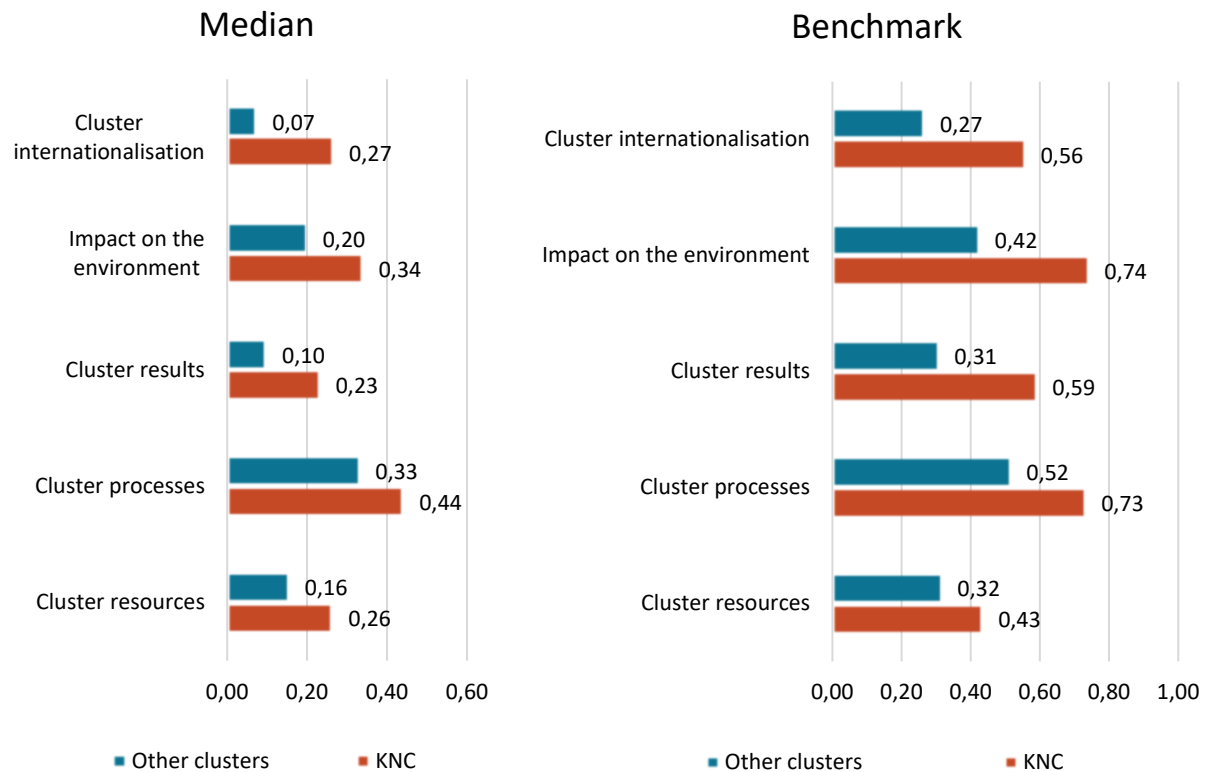 Median
Cluster
internationalisation
0,07
0,27
Impact on the
environment
0,20
0,34
Cluster results
0,10
0,23
Cluster processes
0,33
0,44
Cluster resources
0,16
0,26
0,00 0,20 0,40 0,60
Other clusters KNC
Benchmark
Cluster internationalisation
0,27
0,56
Impact on the environment
0,42
0,74
Cluster results
0,31
0,59
Cluster processes
0,52
0,73
Cluster resources
0,32
0,43
0,00 0,20 0,40 0,60 0,80 1,00
Other clusters KNC